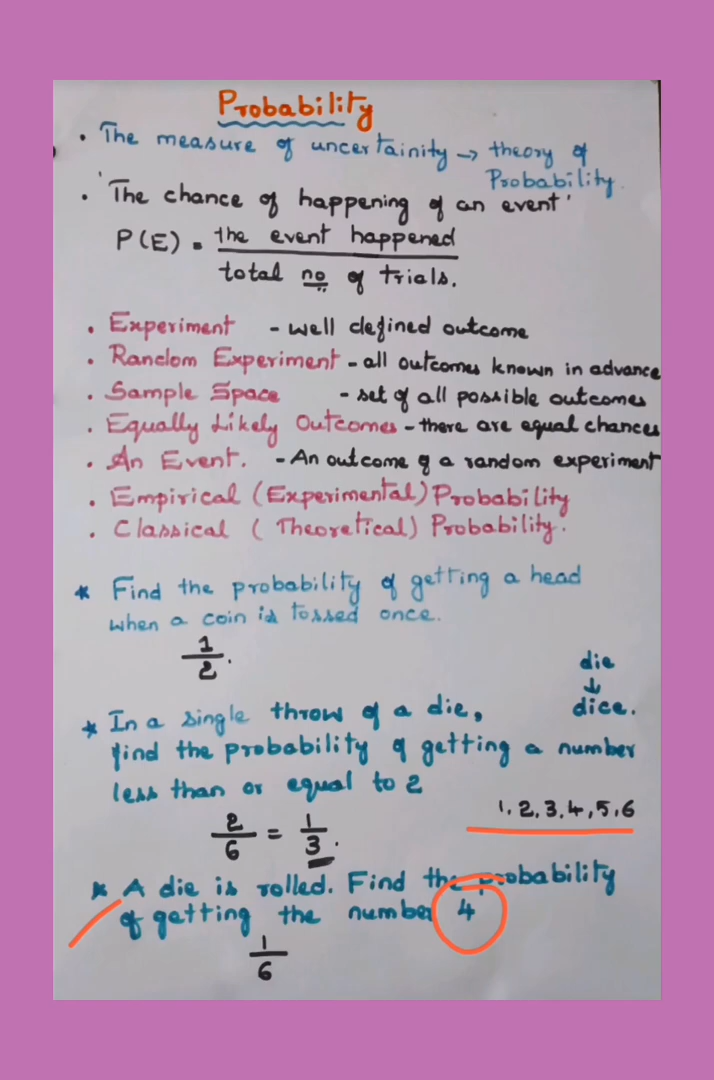 Probability
• The measure of uncertainity → theory of
Probability.
• 'The chance of happening of an event'
P(E) = the event happened
total no of trials.
• Experiment - well defined outcome
• Random Experiment - all outcomes known in advance
• Sample Space - set of all possible outcomes
• Equally Likely Outcomes - there are equal chances
• An Event. - An outcome of a random experiment
• Empirical (Experimental) Probability
• Classical (Theoretical) Probability.
* Find the probability of getting a head
when a coin is tossed once.
1
2.
die
↓
* In a single throw of a die, dice.
find the probability of getting a number
less than or equal to 2
1, 2, 3, 4, 5, 6
2/6 = 1/3.
* A die is rolled. Find the probability
of getting the number 4
1
6